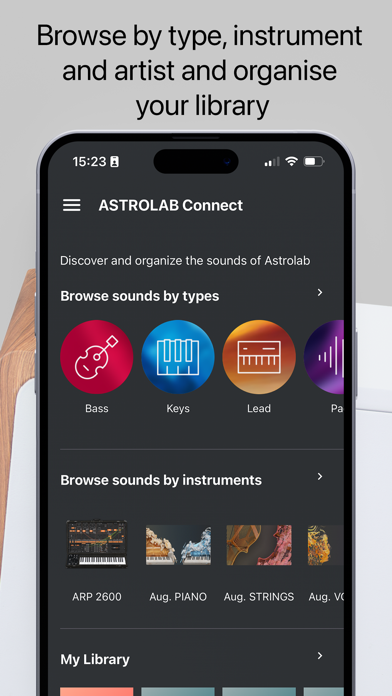 Browse by type, instrument
and artist and organise
your library
15:23
ASTROLAB Connect
Discover and organize the sounds of Astrolab
Browse sounds by types
Bass Keys Lead Pa
Browse sounds by instruments
ARP 2600 Aug. PIANO Aug. STRINGS Aug. VO
My Library